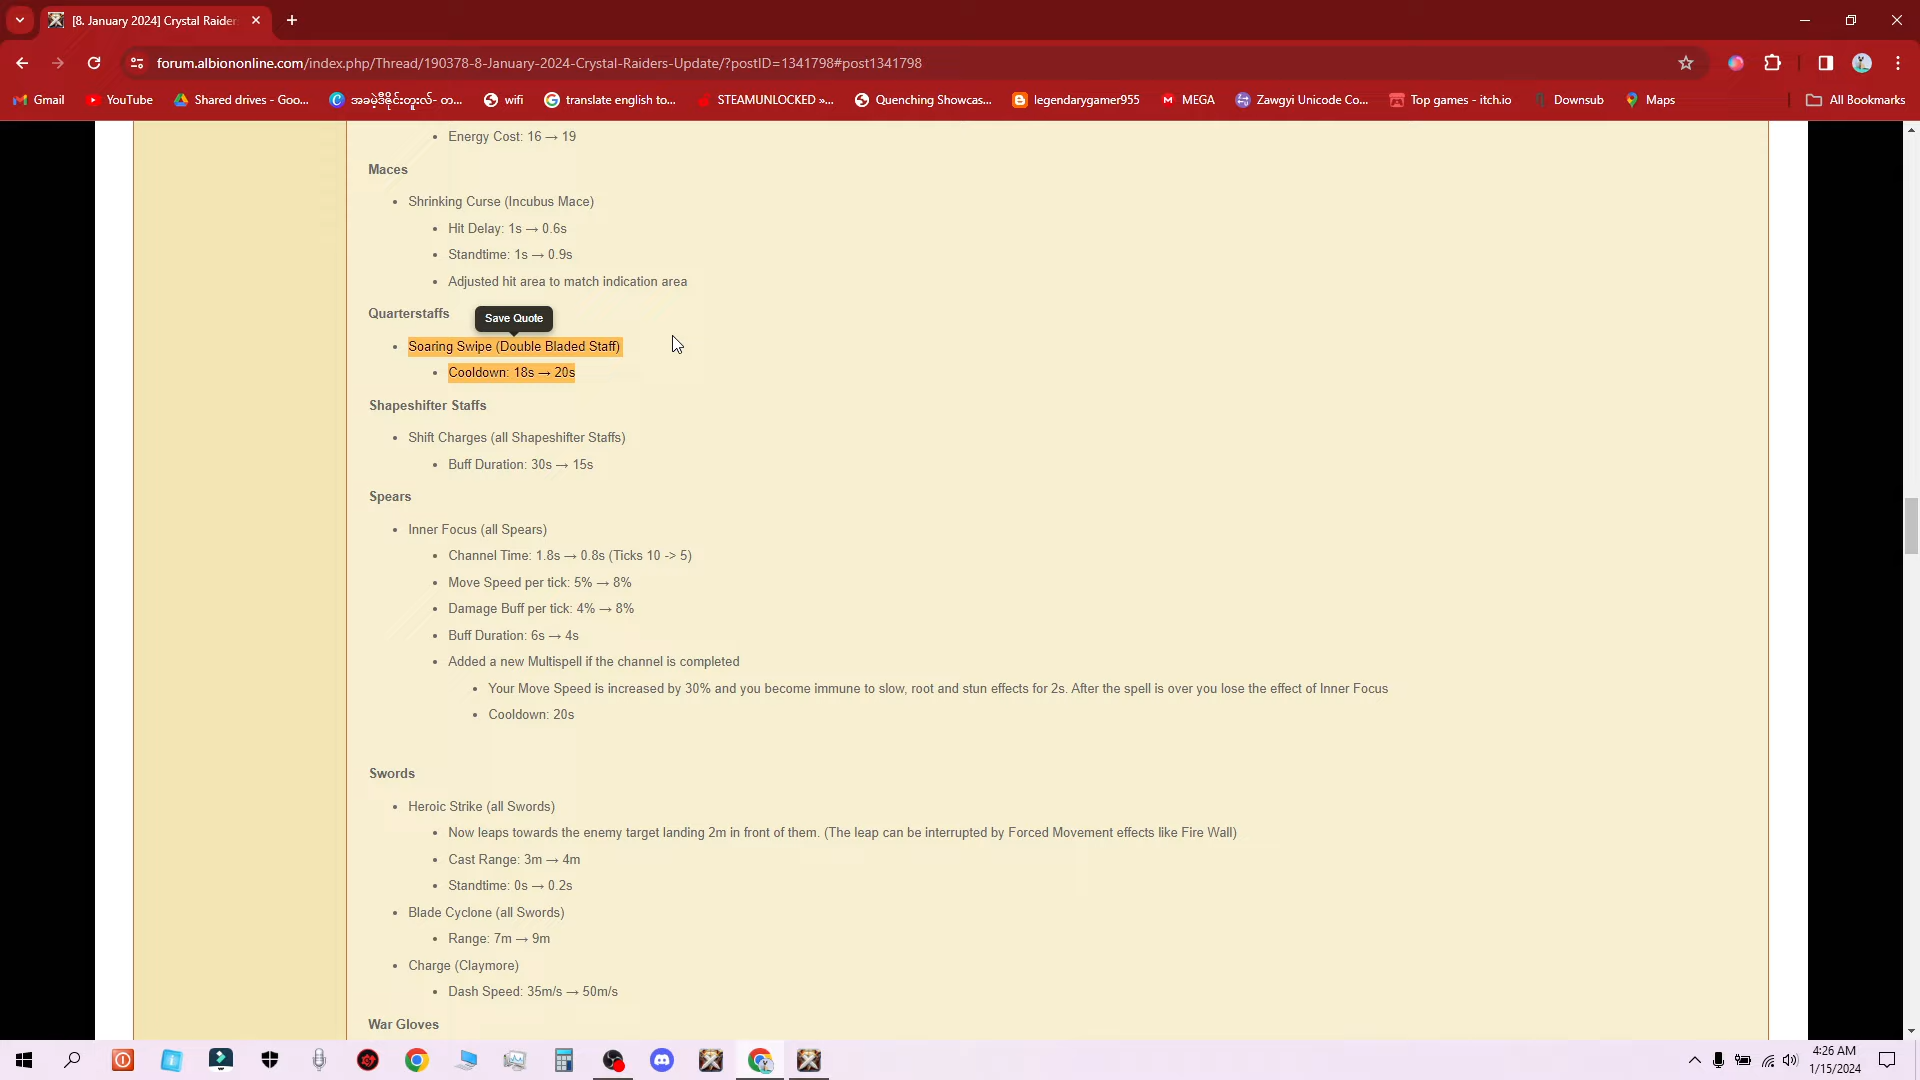 [8. January 2024] Crystal Raider
forum.albiononline.com/index.php/Thread/190378-8-January-2024-Crystal-Raiders-Update/?postID=1341798#post1341798
Gmail
YouTube
Shared drives - Goo...
wifi
translate english to...
STEAMUNLOCKED »...
Quenching Showcas...
legendarygamer955
MEGA
Zawgyi Unicode Co...
Top games - itch.io
Downsub
Maps
All Bookmarks
• Energy Cost: 16 → 19
Maces
• Shrinking Curse (Incubus Mace)
• Hit Delay: 1s → 0.6s
• Standtime: 1s → 0.9s
• Adjusted hit area to match indication area
Quarterstaffs
Save Quote
• Soaring Swipe (Double Bladed Staff)
• Cooldown: 18s → 20s
Shapeshifter Staffs
• Shift Charges (all Shapeshifter Staffs)
• Buff Duration: 30s → 15s
Spears
• Inner Focus (all Spears)
• Channel Time: 1.8s → 0.8s (Ticks 10 -> 5)
• Move Speed per tick: 5% → 8%
• Damage Buff per tick: 4% → 8%
• Buff Duration: 6s → 4s
• Added a new Multispell if the channel is completed
• Your Move Speed is increased by 30% and you become immune to slow, root and stun effects for 2s. After the spell is over you lose the effect of Inner Focus
• Cooldown: 20s
Swords
• Heroic Strike (all Swords)
• Now leaps towards the enemy target landing 2m in front of them. (The leap can be interrupted by Forced Movement effects like Fire Wall)
• Cast Range: 3m → 4m
• Standtime: 0s → 0.2s
• Blade Cyclone (all Swords)
• Range: 7m → 9m
• Charge (Claymore)
• Dash Speed: 35m/s → 50m/s
War Gloves
4:26 AM
1/15/2024